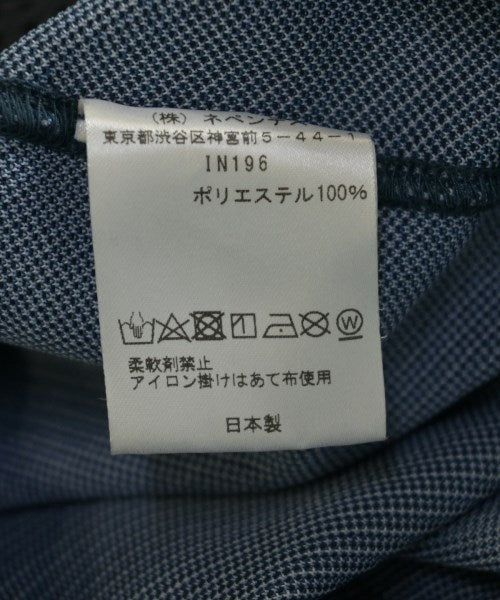 (株) ネペンテス
東京都渋谷区神宮前5-44-1
IN196
ポリエステル100%
W
柔軟剤禁止
アイロン掛けはあて布使用
日本製